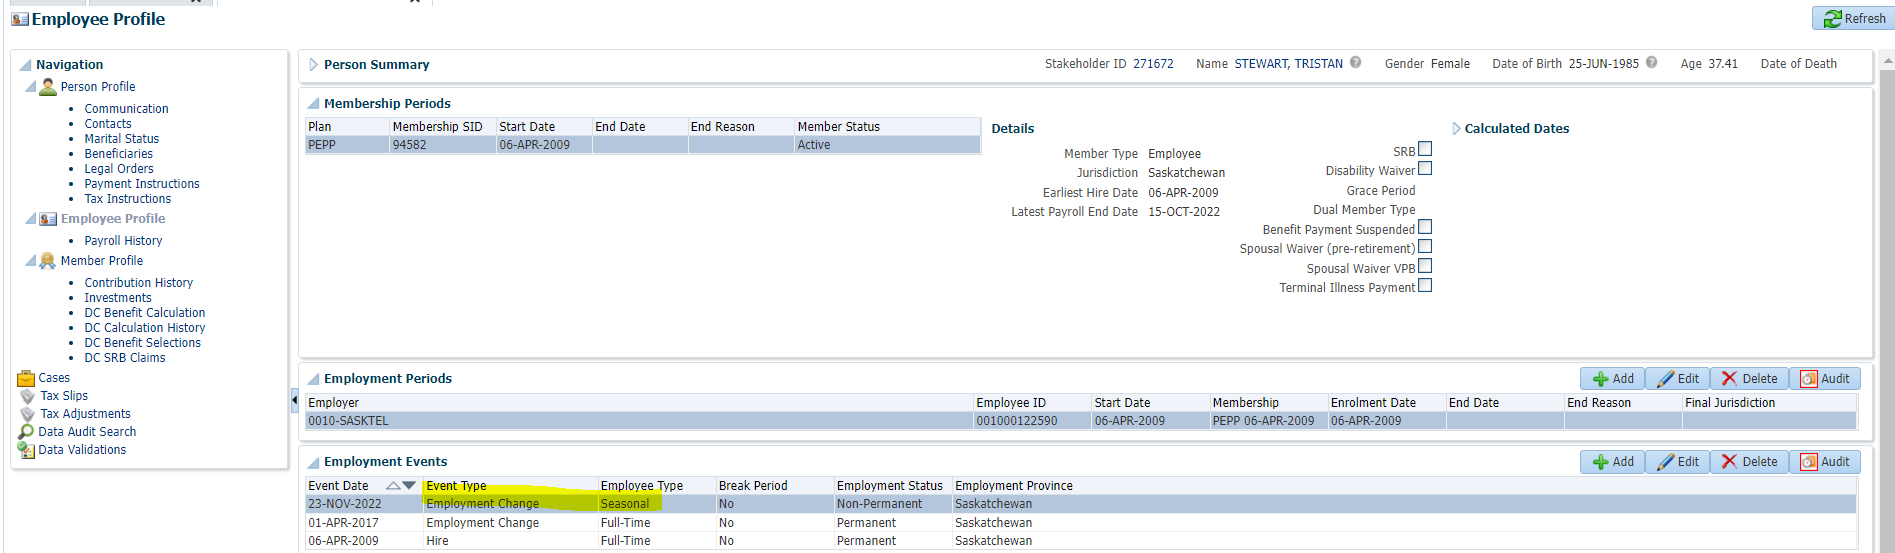 Employee Profile
Refresh
Navigation
Person Profile
Communication
Contacts
Marital Status
Beneficiaries
Legal Orders
Payment Instructions
Tax Instructions
Employee Profile
Payroll History
Member Profile
Contribution History
Investments
DC Benefit Calculation
DC Calculation History
DC Benefit Selections
DC SRB Claims
Cases
Tax Slips
Tax Adjustments
Data Audit Search
Data Validations
Person Summary Stakeholder ID 271672 Name STEWART, TRISTAN Gender Female Date of Birth 25-JUN-1985 Age 37.41 Date of Death
Membership Periods
Plan Membership SID Start Date End Date End Reason Member Status
PEPP 94582 06-APR-2009 Active
Details
Member Type Employee
Jurisdiction Saskatchewan
Earliest Hire Date 06-APR-2009
Latest Payroll End Date 15-OCT-2022
SRB
Disability Waiver
Grace Period
Dual Member Type
Benefit Payment Suspended
Spousal Waiver (pre-retirement)
Spousal Waiver VPB
Terminal Illness Payment
Calculated Dates
Employment Periods Add Edit Delete Audit
Employer Employee ID Start Date Membership Enrolment Date End Date End Reason Final Jurisdiction
0010-SASKTEL 001000122590 06-APR-2009 PEPP 06-APR-2009 06-APR-2009
Employment Events Add Edit Delete Audit
Event Date Event Type Employee Type Break Period Employment Status Employment Province
23-NOV-2022 Employment Change Seasonal No Non-Permanent Saskatchewan
01-APR-2017 Employment Change Full-Time No Permanent Saskatchewan
06-APR-2009 Hire Full-Time No Permanent Saskatchewan